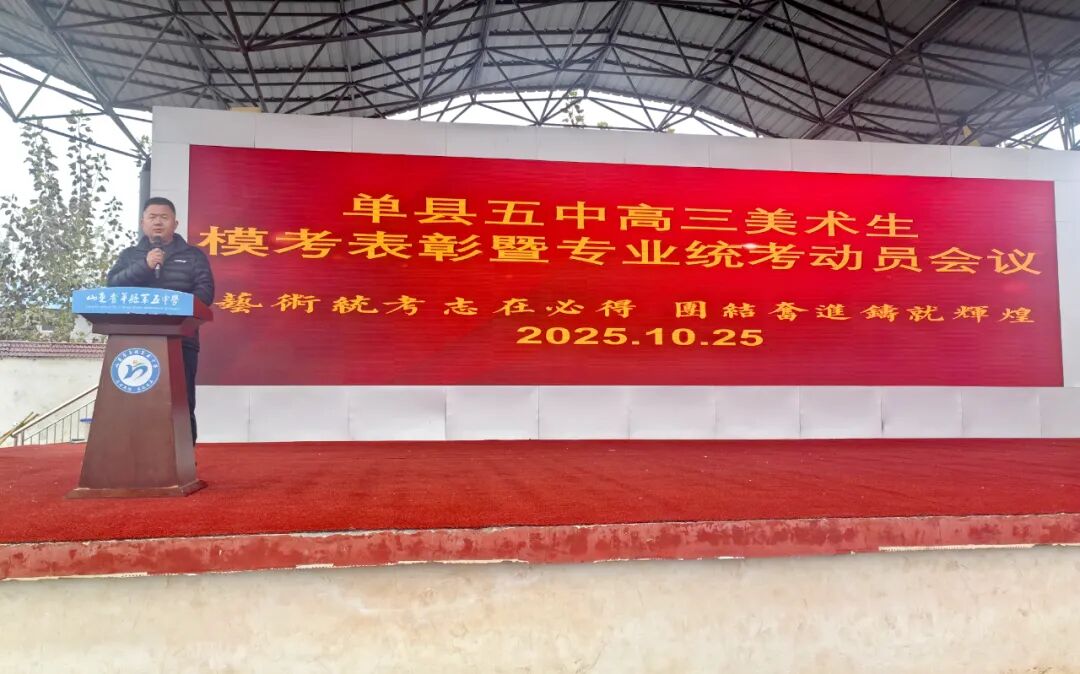 单县五中高三美术生
模考表彰暨专业统考动员会议
藝術統考 志在必得 團結奮進鑄就輝煌
2025.10.25
山東省單縣第五中學